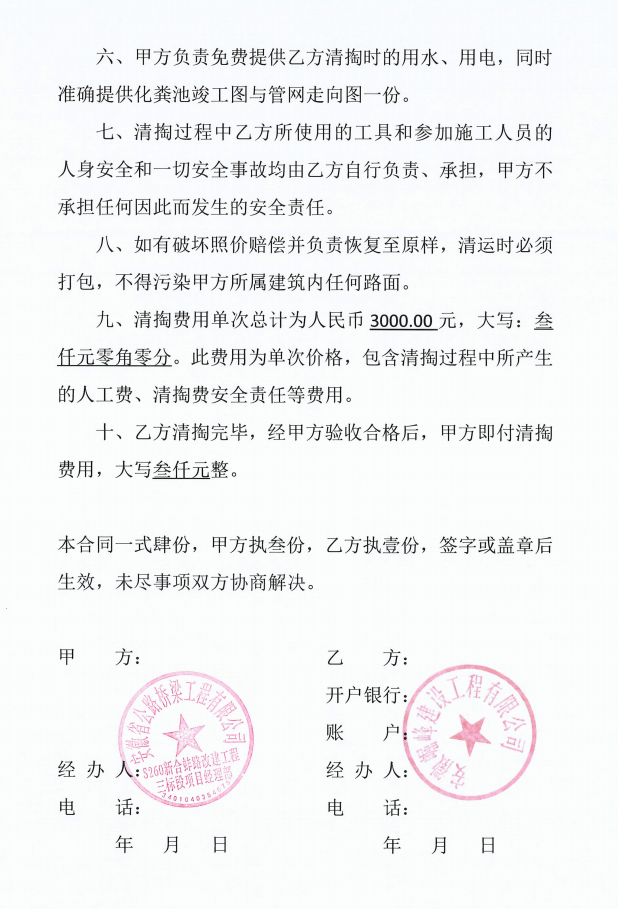 六、甲方负责免费提供乙方清掏时的用水、用电，同时
准确提供化粪池竣工图与管网走向图一份。
七、清掏过程中乙方所使用的工具和参加施工人员的
人身安全和一切安全事故均由乙方自行负责、承担，甲方不
承担任何因此而发生的安全责任。
八、如有破坏照价赔偿并负责恢复至原样，清运时必须
打包，不得污染甲方所属建筑内任何路面。
九、清掏费用单次总计为人民币 3000.00 元，大写：叁
仟元零角零分。此费用为单次价格，包含清掏过程中所产生
的人工费、清掏费安全责任等费用。
十、乙方清掏完毕，经甲方验收合格后，甲方即付清掏
费用，大写叁仟元整。
本合同一式肆份，甲方执叁份，乙方执壹份，签字或盖章后
生效，未尽事项双方协商解决。
甲 方： 乙 方：
开户银行：
账 户：
经 办 人： 经 办 人：
电 话： 电 话：
年 月 日 年 月 日
安徽省公路桥梁工程有限公司
S260新合蚌路改建工程
三标段项目经理部
安徽 峰建设工程有限公司